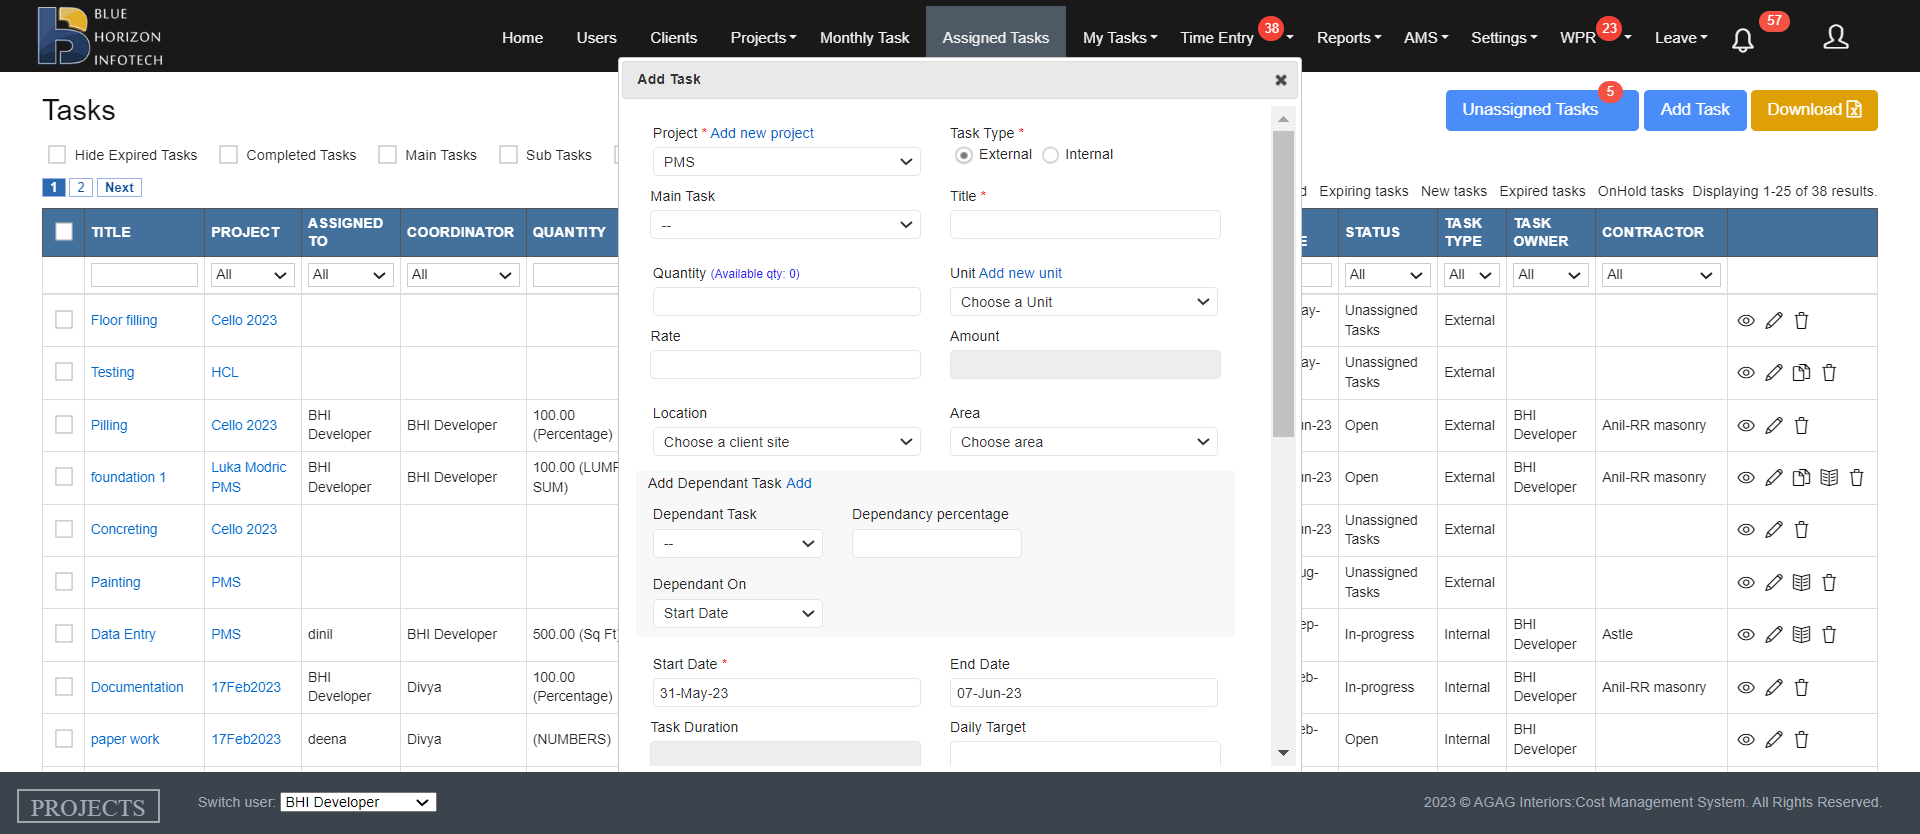 BLUE
HORIZON
INFOTECH
Home Users Clients Projects Monthly Task Assigned Tasks My Tasks Time Entry 38 Reports AMS Settings WPR 23 Leave 57
Add Task
Tasks
Unassigned Tasks 5 Add Task Download
Hide Expired Tasks Completed Tasks Main Tasks Sub Tasks
1 2 Next
Expiring tasks New tasks Expired tasks OnHold tasks Displaying 1-25 of 38 results.
Project * Add new project Task Type *
PMS External Internal
Main Task Title *
--
Quantity (Available qty: 0) Unit Add new unit
Choose a Unit
Rate Amount
Location Area
Choose a client site Choose area
Add Dependant Task Add
Dependant Task Dependancy percentage
--
Dependant On
Start Date
Start Date * End Date
31-May-23 07-Jun-23
Task Duration Daily Target
TITLE PROJECT ASSIGNED TO COORDINATOR QUANTITY E STATUS TASK TYPE TASK OWNER CONTRACTOR
All All All All All All All
Floor filling Cello 2023 ay- Unassigned Tasks External
Testing HCL ay- Unassigned Tasks External
Pilling Cello 2023 BHI Developer BHI Developer 100.00 (Percentage) un-23 Open External BHI Developer Anil-RR masonry
foundation 1 Luka Modric PMS BHI Developer BHI Developer 100.00 (LUMP SUM) un-23 Open External BHI Developer Anil-RR masonry
Concreting Cello 2023 un-23 Unassigned Tasks External
Painting PMS ug- Unassigned Tasks External
Data Entry PMS dinil BHI Developer 500.00 (Sq Ft) ep- In-progress Internal BHI Developer Astle
Documentation 17Feb2023 BHI Developer Divya 100.00 (Percentage) eb- In-progress Internal BHI Developer Anil-RR masonry
paper work 17Feb2023 deena Divya (NUMBERS) eb- Open Internal BHI Developer
PROJECTS Switch user: BHI Developer 2023 © AGAG Interiors:Cost Management System. All Rights Reserved.